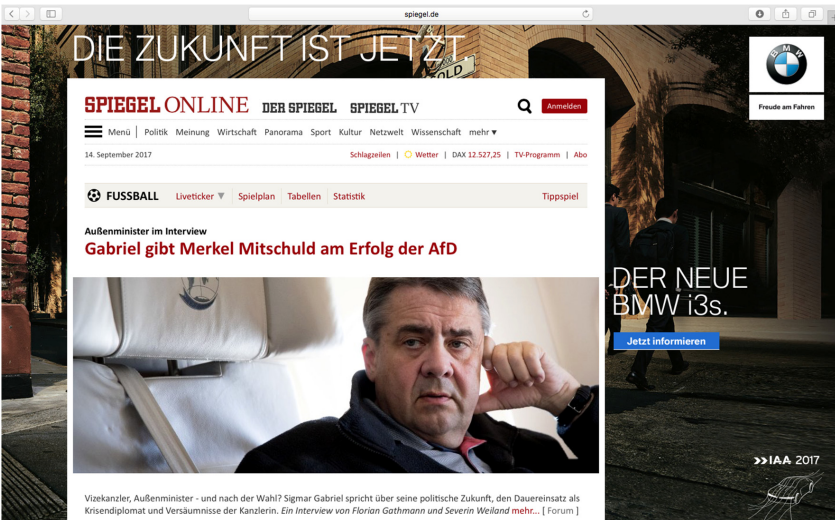 spiegel.de
DIE ZUKUNFT IST JETZT
OLD
BMW
Freude am Fahren
SPIEGEL ONLINE DER SPIEGEL SPIEGEL TV
Anmelden
Menü | Politik Meinung Wirtschaft Panorama Sport Kultur Netzwelt Wissenschaft mehr ▼
14. September 2017
Schlagzeilen | Wetter | DAX 12.527,25 | TV-Programm | Abo
FUSSBALL Liveticker ▼ | Spielplan | Tabellen | Statistik
Tippspiel
Außenminister im Interview
Gabriel gibt Merkel Mitschuld am Erfolg der AfD
DER NEUE
BMW i3s.
Jetzt informieren
>>IAA 2017
Vizekanzler, Außenminister - und nach der Wahl? Sigmar Gabriel spricht über seine politische Zukunft, den Dauereinsatz als
Krisendiplomat und Versäumnisse der Kanzlerin. Ein Interview von Florian Gathmann und Severin Weiland mehr... [ Forum ]